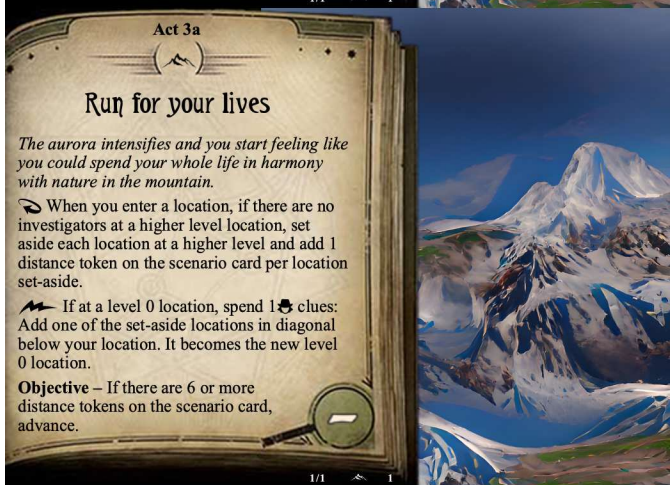 Act 3a
Run for your lives
The aurora intensifies and you start feeling like
you could spend your whole life in harmony
with nature in the mountain.
When you enter a location, if there are no
investigators at a higher level location, set
aside each location at a higher level and add 1
distance token on the scenario card per location
set-aside.
If at a level 0 location, spend 1 clues:
Add one of the set-aside locations in diagonal
below your location. It becomes the new level
0 location.
Objective – If there are 6 or more
distance tokens on the scenario card,
advance.
–
1/1 1